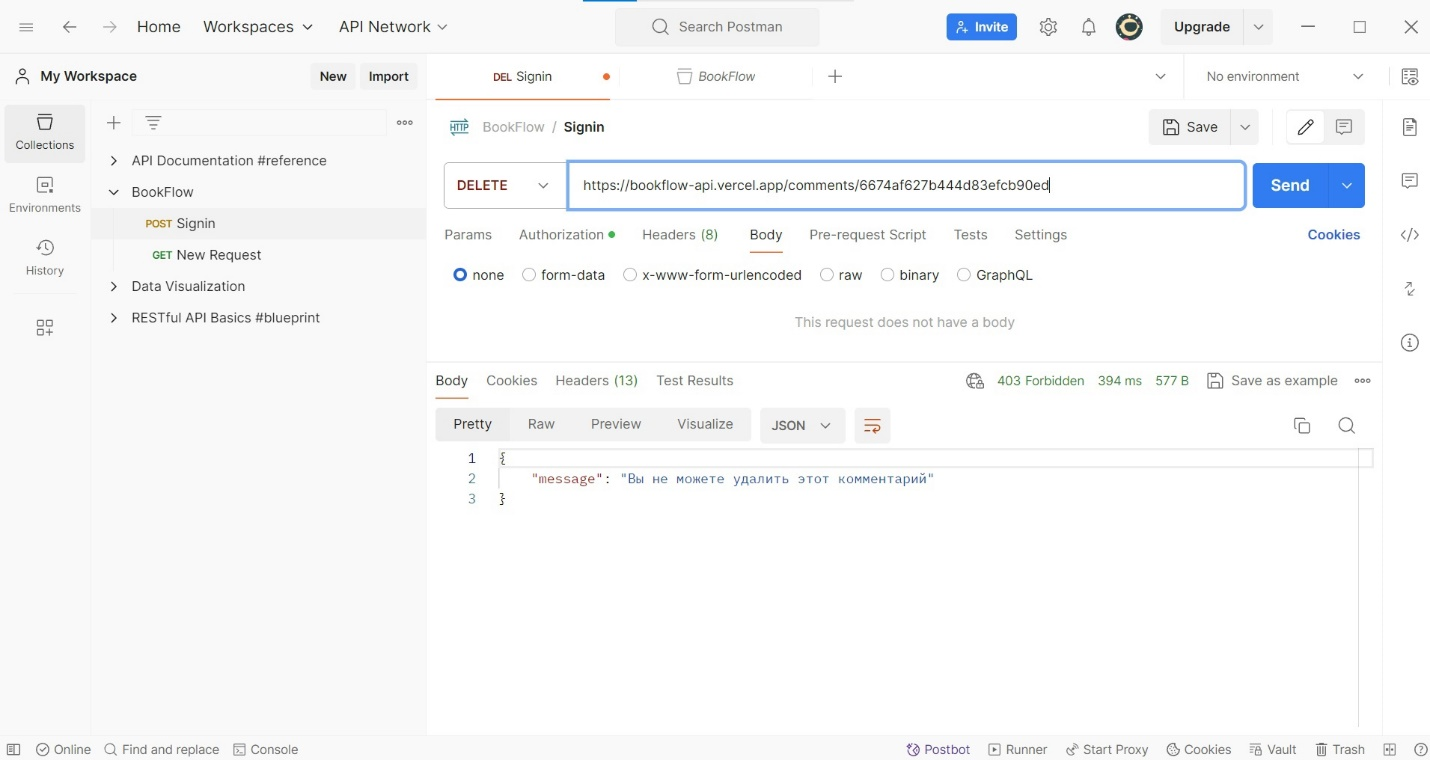 Home Workspaces API Network Search Postman Invite Upgrade
My Workspace New Import DEL Signin BookFlow No environment
Collections
Environments
History
API Documentation #reference
BookFlow
POST Signin
GET New Request
Data Visualization
RESTful API Basics #blueprint
HTTP BookFlow / Signin Save
DELETE https://bookflow-api.vercel.app/comments/6674af627b444d83efcb90ed Send
Params Authorization Headers (8) Body Pre-request Script Tests Settings Cookies
none form-data x-www-form-urlencoded raw binary GraphQL
This request does not have a body
Body Cookies Headers (13) Test Results 403 Forbidden 394 ms 577 B Save as example
Pretty Raw Preview Visualize JSON
1 {
2 "message": "Вы не можете удалить этот комментарий"
3 }
Online Find and replace Console Postbot Runner Start Proxy Cookies Vault Trash